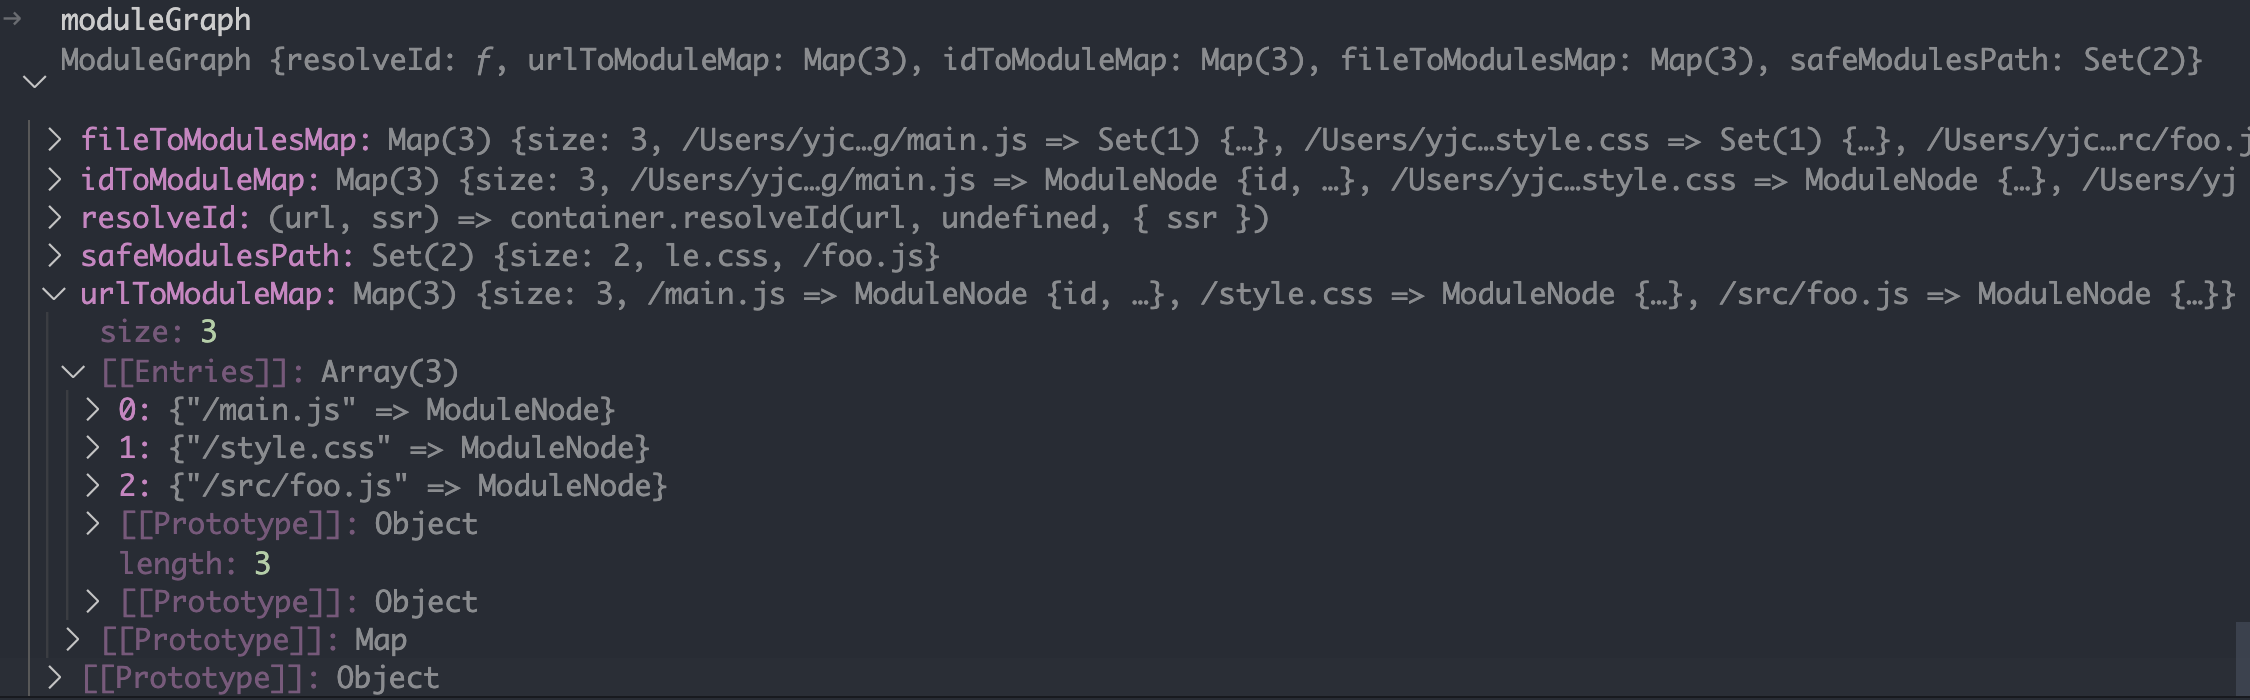 moduleGraph
ModuleGraph {resolveId: ƒ, urlToModuleMap: Map(3), idToModuleMap: Map(3), fileToModulesMap: Map(3), safeModulesPath: Set(2)}
fileToModulesMap: Map(3) {size: 3, /Users/yjc…g/main.js => Set(1) {…}, /Users/yjc…style.css => Set(1) {…}, /Users/yjc…rc/foo.j
idToModuleMap: Map(3) {size: 3, /Users/yjc…g/main.js => ModuleNode {id, …}, /Users/yjc…style.css => ModuleNode {…}, /Users/yj
resolveId: (url, ssr) => container.resolveId(url, undefined, { ssr })
safeModulesPath: Set(2) {size: 2, le.css, /foo.js}
urlToModuleMap: Map(3) {size: 3, /main.js => ModuleNode {id, …}, /style.css => ModuleNode {…}, /src/foo.js => ModuleNode {…}}
size: 3
[[Entries]]: Array(3)
0: {"/main.js" => ModuleNode}
1: {"/style.css" => ModuleNode}
2: {"/src/foo.js" => ModuleNode}
[[Prototype]]: Object
length: 3
[[Prototype]]: Object
[[Prototype]]: Map
[[Prototype]]: Object